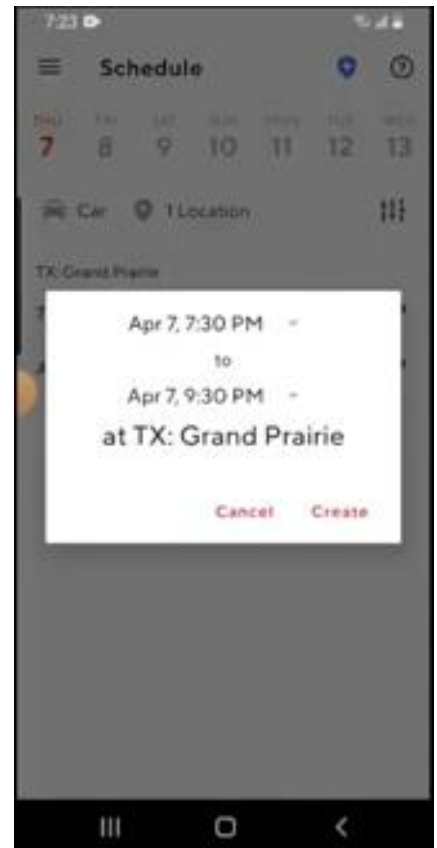 7:23
Schedule
THU FRI SAT SUN MON TUE WED
7 8 9 10 11 12 13
Car 1 Location
TX: Grand Prairie
Apr 7, 7:30 PM
to
Apr 7, 9:30 PM
at TX: Grand Prairie
Cancel Create